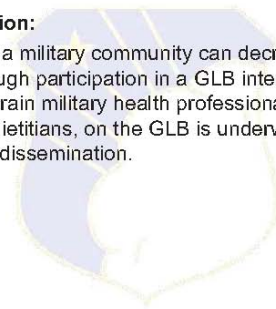 ion:
a military community can decr
ugh participation in a GLB inte
rain military health professiona
ietitians, on the GLB is underv
dissemination.